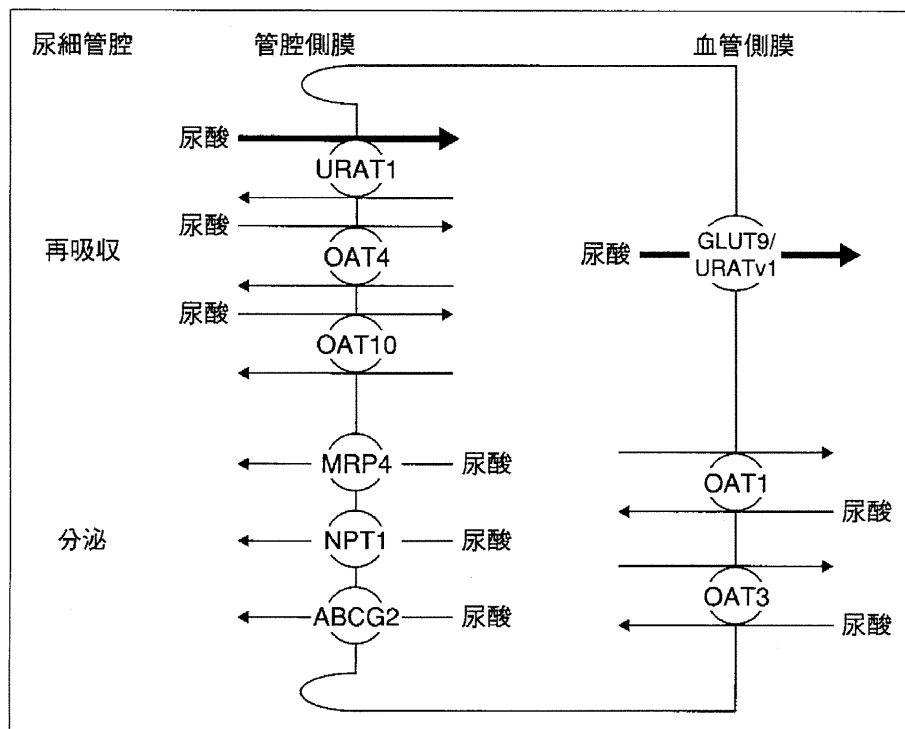 尿細管腔
管腔側膜
血管側膜
尿酸
URAT1
尿酸
再吸収
OAT4
尿酸
OAT10
尿酸
GLUT9/
URATv1
MRP4
尿酸
分泌
NPT1
尿酸
ABCG2
尿酸
OAT1
尿酸
OAT3
尿酸